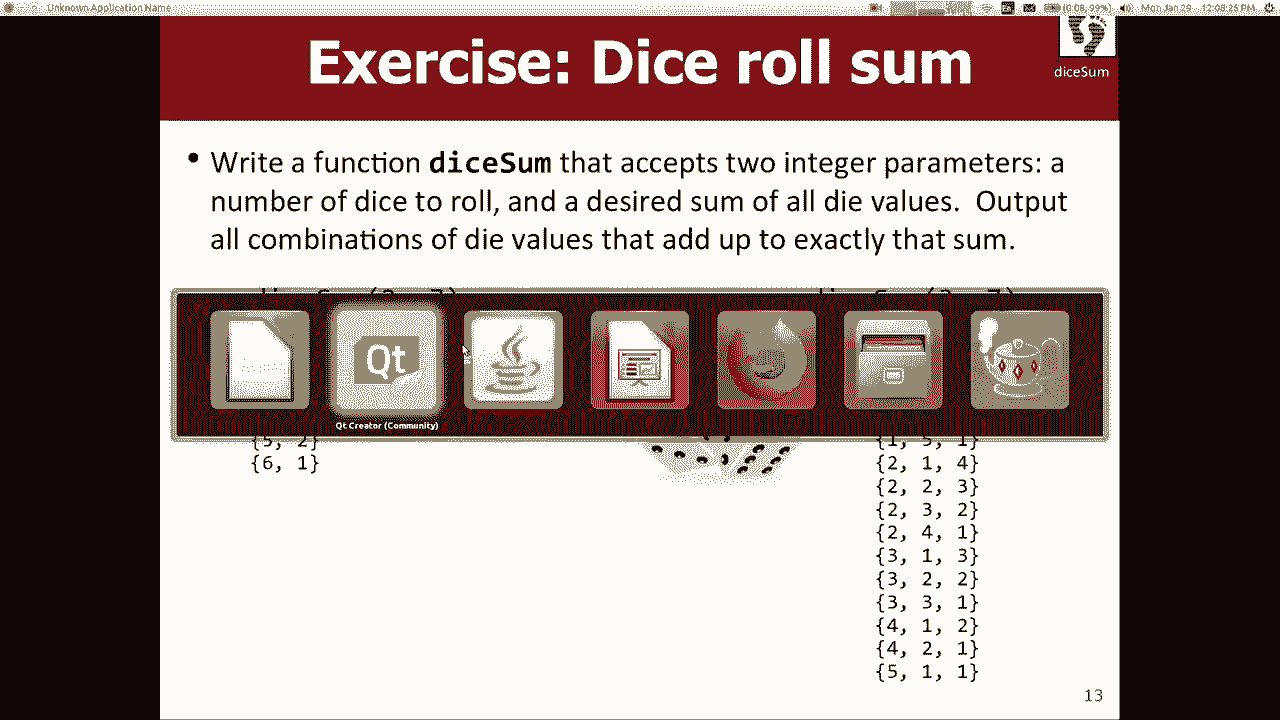 Unknown Application Name
(0:08, 99%)
Mon Jan 29
12:08:25 PM
Exercise: Dice roll sum
diceSum
• Write a function diceSum that accepts two integer parameters: a
number of dice to roll, and a desired sum of all die values. Output
all combinations of die values that add up to exactly that sum.
Qt
Qt Creator (Community)
{5, 2}
{6, 1}
{1, 5, 1}
{2, 1, 4}
{2, 2, 3}
{2, 3, 2}
{2, 4, 1}
{3, 1, 3}
{3, 2, 2}
{3, 3, 1}
{4, 1, 2}
{4, 2, 1}
{5, 1, 1}
13